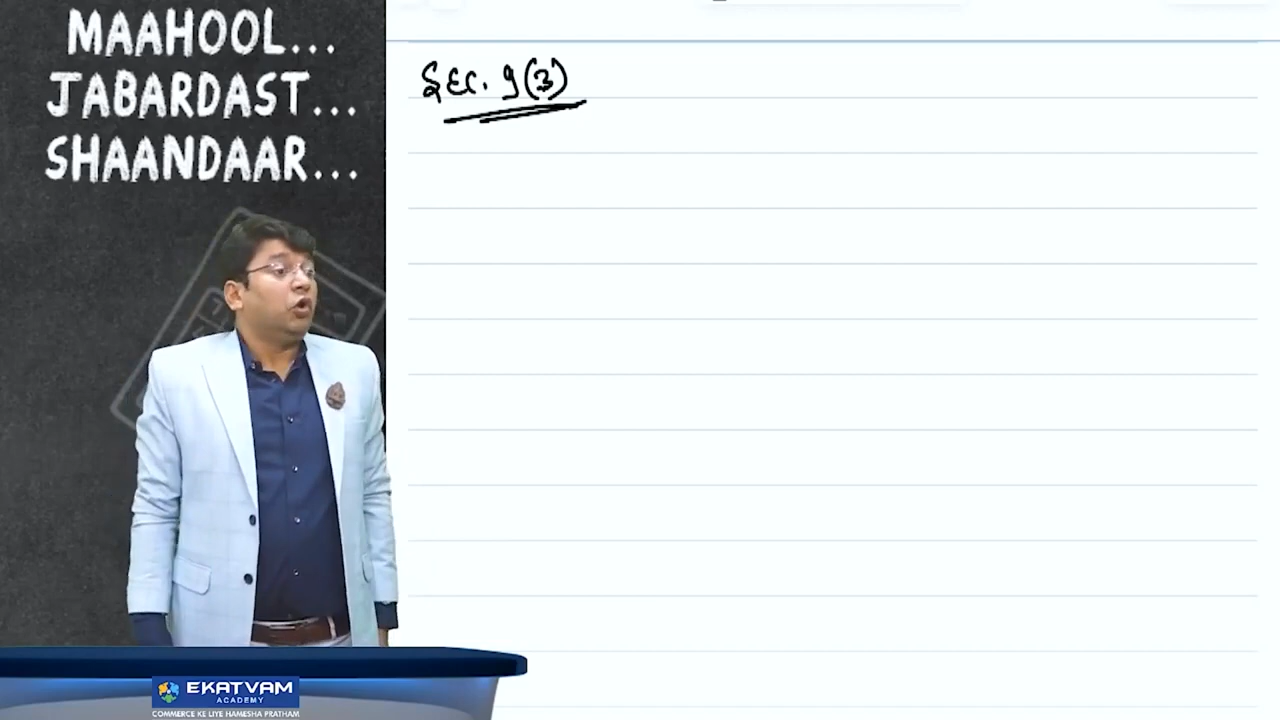 MAAHOOL...
JABARDAST...
SHAANDAAR...
SEC. 9(3)
EKATVAM
ACADEMY
COMMERCE KE LIYE HAMESHA PRATHAM